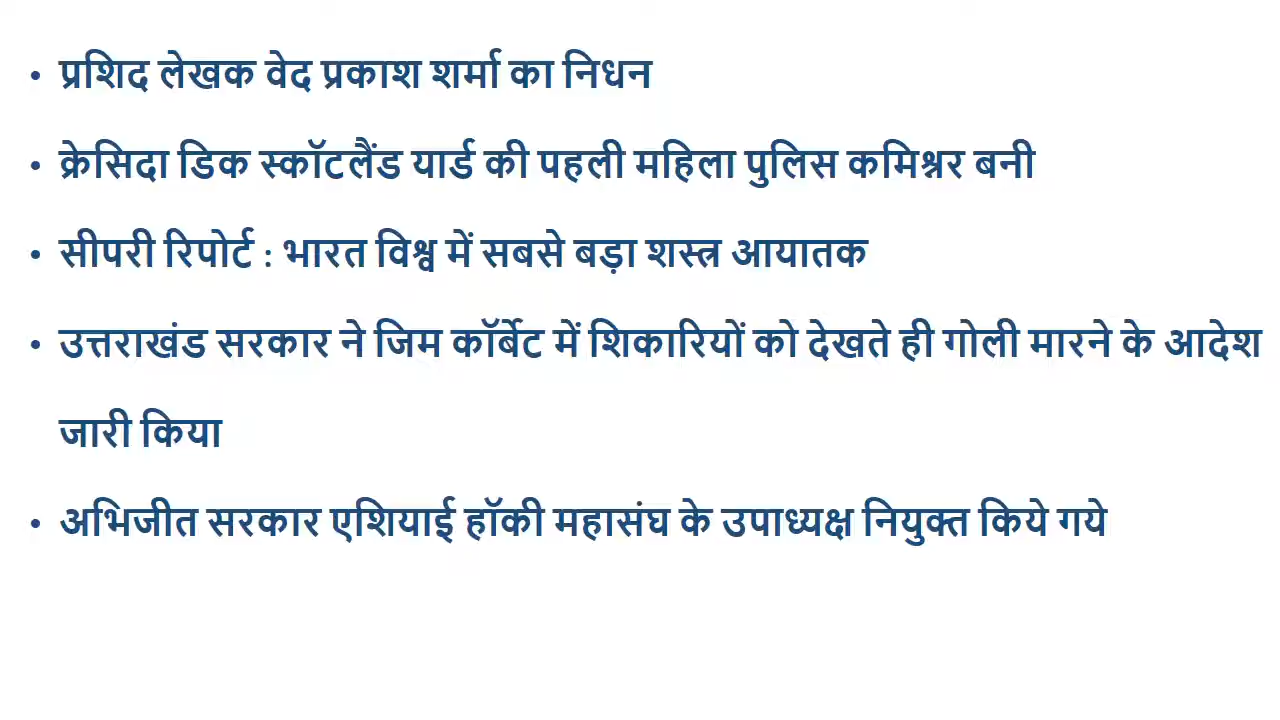 • प्रशिद लेखक वेद प्रकाश शर्मा का निधन
• क्रेसिदा डिक स्कॉटलैंड यार्ड की पहली महिला पुलिस कमिश्नर बनी
• सीपरी रिपोर्ट : भारत विश्व में सबसे बड़ा शस्त्र आयातक
• उत्तराखंड सरकार ने जिम कॉर्बेट में शिकारियों को देखते ही गोली मारने के आदेश
जारी किया
• अभिजीत सरकार एशियाई हॉकी महासंघ के उपाध्यक्ष नियुक्त किये गये